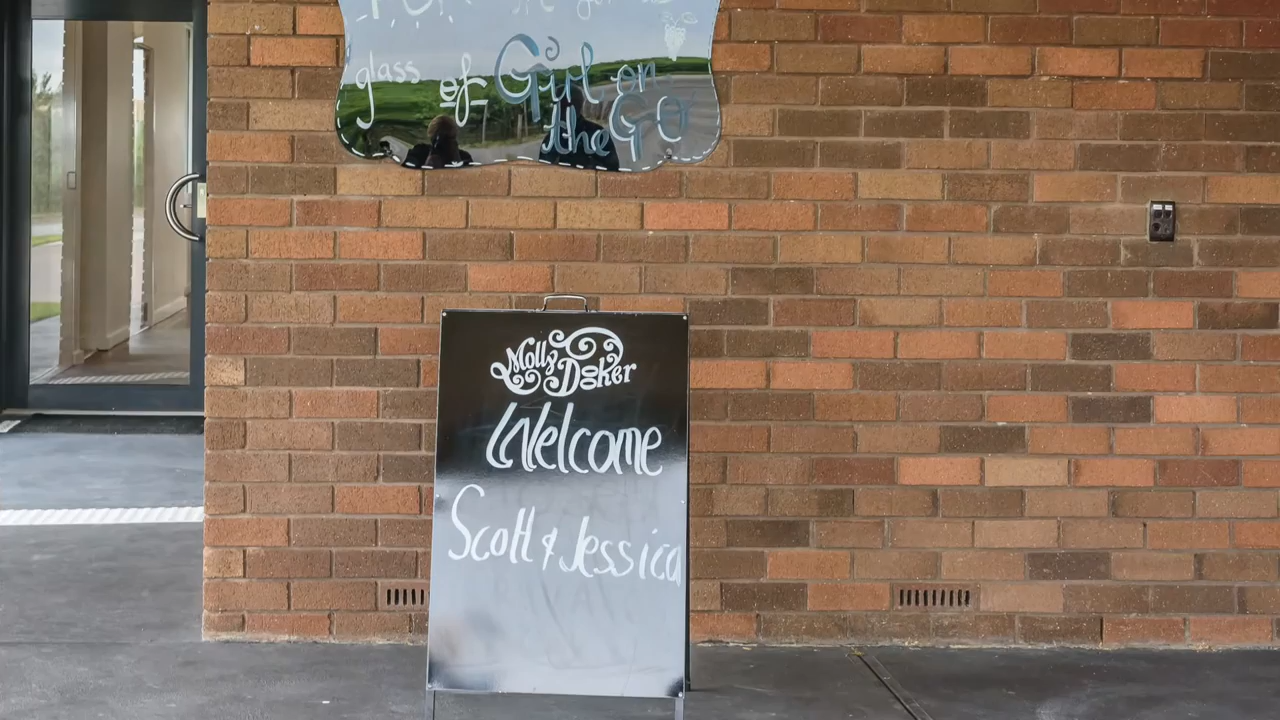 glass of Girl on
the GO
Molly
Dooker
Welcome
Scott & Jessica